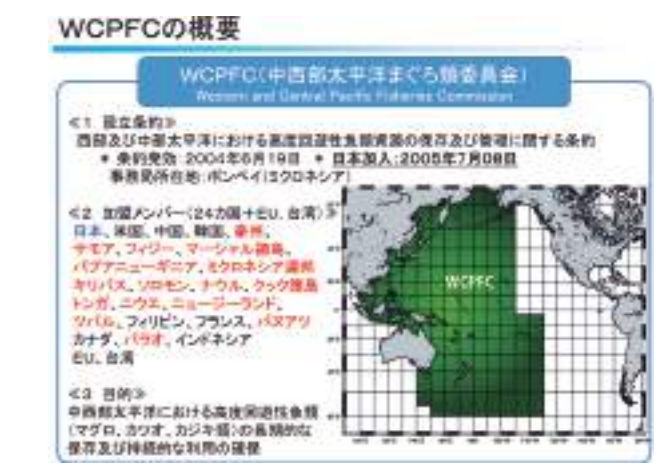 WCPFCの概要
WCPFC(中西部太平洋まぐろ類委員会)
Western and Central Pacific Fisheries Commission
≪1 設立条約≫
西部及び中部太平洋における高度回遊性魚類資源の保存及び管理に関する条約
* 条約発効:2004年6月19日 * 日本加入:2005年7月08日
事務局所在地:ポンペイ(ミクロネシア)
≪2 加盟メンバー(24カ国+EU、台湾)≫
日本、米国、中国、韓国、豪州、
サモア、フィジー、マーシャル諸島、
パプアニューギニア、ミクロネシア連邦
キリバス、ソロモン、ナウル、クック諸島
トンガ、ニウエ、ニュージーランド、
ツバル、フィリピン、フランス、バヌアツ
カナダ、パラオ、インドネシア
EU、台湾
WCPFC
≪3 目的≫
中西部太平洋における高度回遊性魚類
(マグロ、カツオ、カジキ類)の長期的な
保存及び持続的な利用の確保